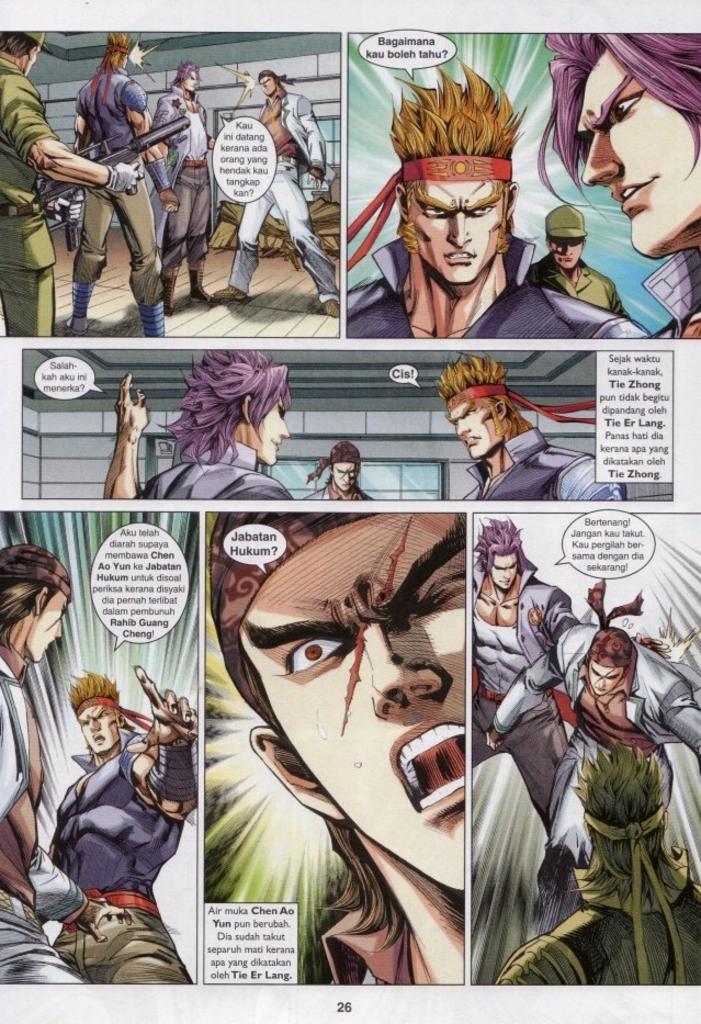 Kau
ini datang
kerana ada
orang yang
hendak kau
tangkap
kan?
Bagaimana
kau boleh tahu?
Salah-
kah aku ini
menerka?
Cis!
Sejak waktu
kanak-kanak,
Tie Zhong
pun tidak begitu
dipandang oleh
Tie Er Lang.
Panas hati dia
kerana apa yang
dikatakan oleh
Tie Zhong.
Aku telah
diarah supaya
membawa Chen
Ao Yun ke Jabatan
Hukum untuk disoal
periksa kerana disyaki
dia pernah terlibat
dalam pembunuh
Rahib Guang
Cheng!
Jabatan
Hukum?
Air muka Chen Ao
Yun pun berubah.
Dia sudah takut
separuh mati kerana
apa yang dikatakan
oleh Tie Er Lang.
Bertenang!
Jangan kau takut.
Kau pergilah ber-
sama dengan dia
sekarang!
26